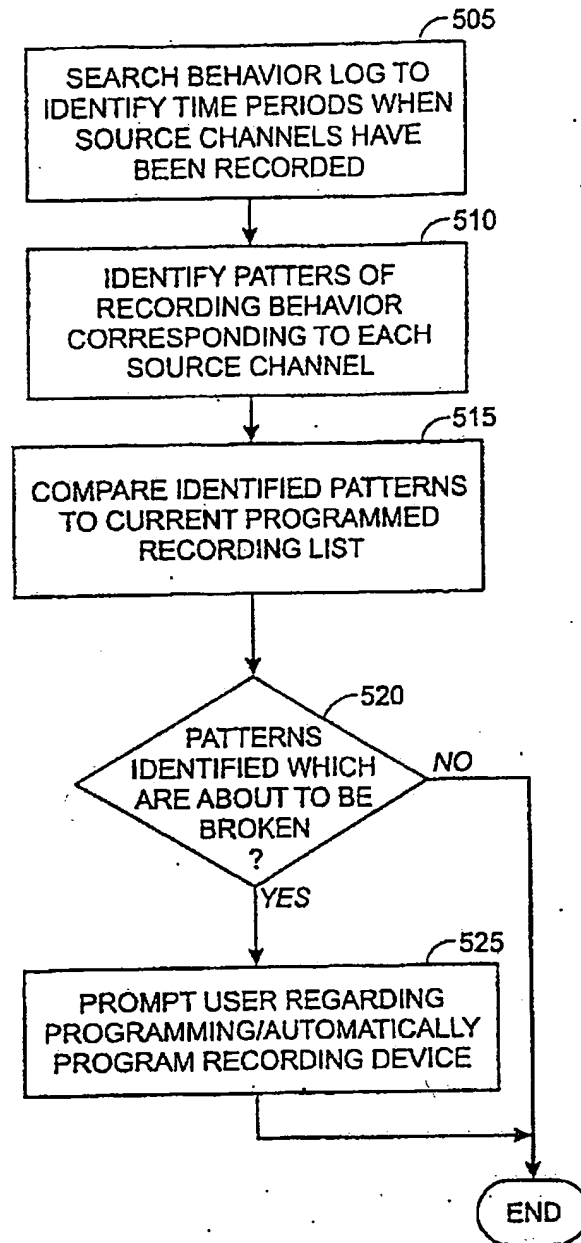 505
SEARCH BEHAVIOR LOG TO
IDENTIFY TIME PERIODS WHEN
SOURCE CHANNELS HAVE
BEEN RECORDED
510
IDENTIFY PATTERS OF
RECORDING BEHAVIOR
CORRESPONDING TO EACH
SOURCE CHANNEL
515
COMPARE IDENTIFIED PATTERNS
TO CURRENT PROGRAMMED
RECORDING LIST
520
PATTERNS
IDENTIFIED WHICH
ARE ABOUT TO BE
BROKEN
?
NO
YES
525
PROMPT USER REGARDING
PROGRAMMING/AUTOMATICALLY
PROGRAM RECORDING DEVICE
END